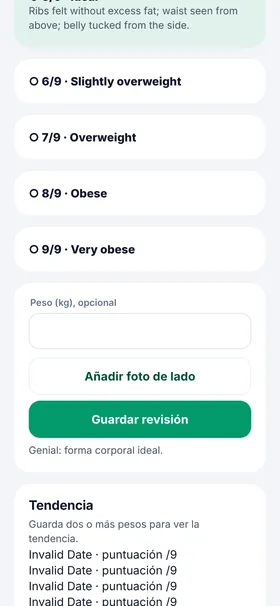 Ribs felt without excess fat; waist seen from
above; belly tucked from the side.
6/9 · Slightly overweight
7/9 · Overweight
8/9 · Obese
9/9 · Very obese
Peso (kg), opcional
Añadir foto de lado
Guardar revisión
Genial: forma corporal ideal.
Tendencia
Guarda dos o más pesos para ver la
tendencia.
Invalid Date · puntuación /9
Invalid Date · puntuación /9
Invalid Date · puntuación /9
Invalid Date · puntuación /9